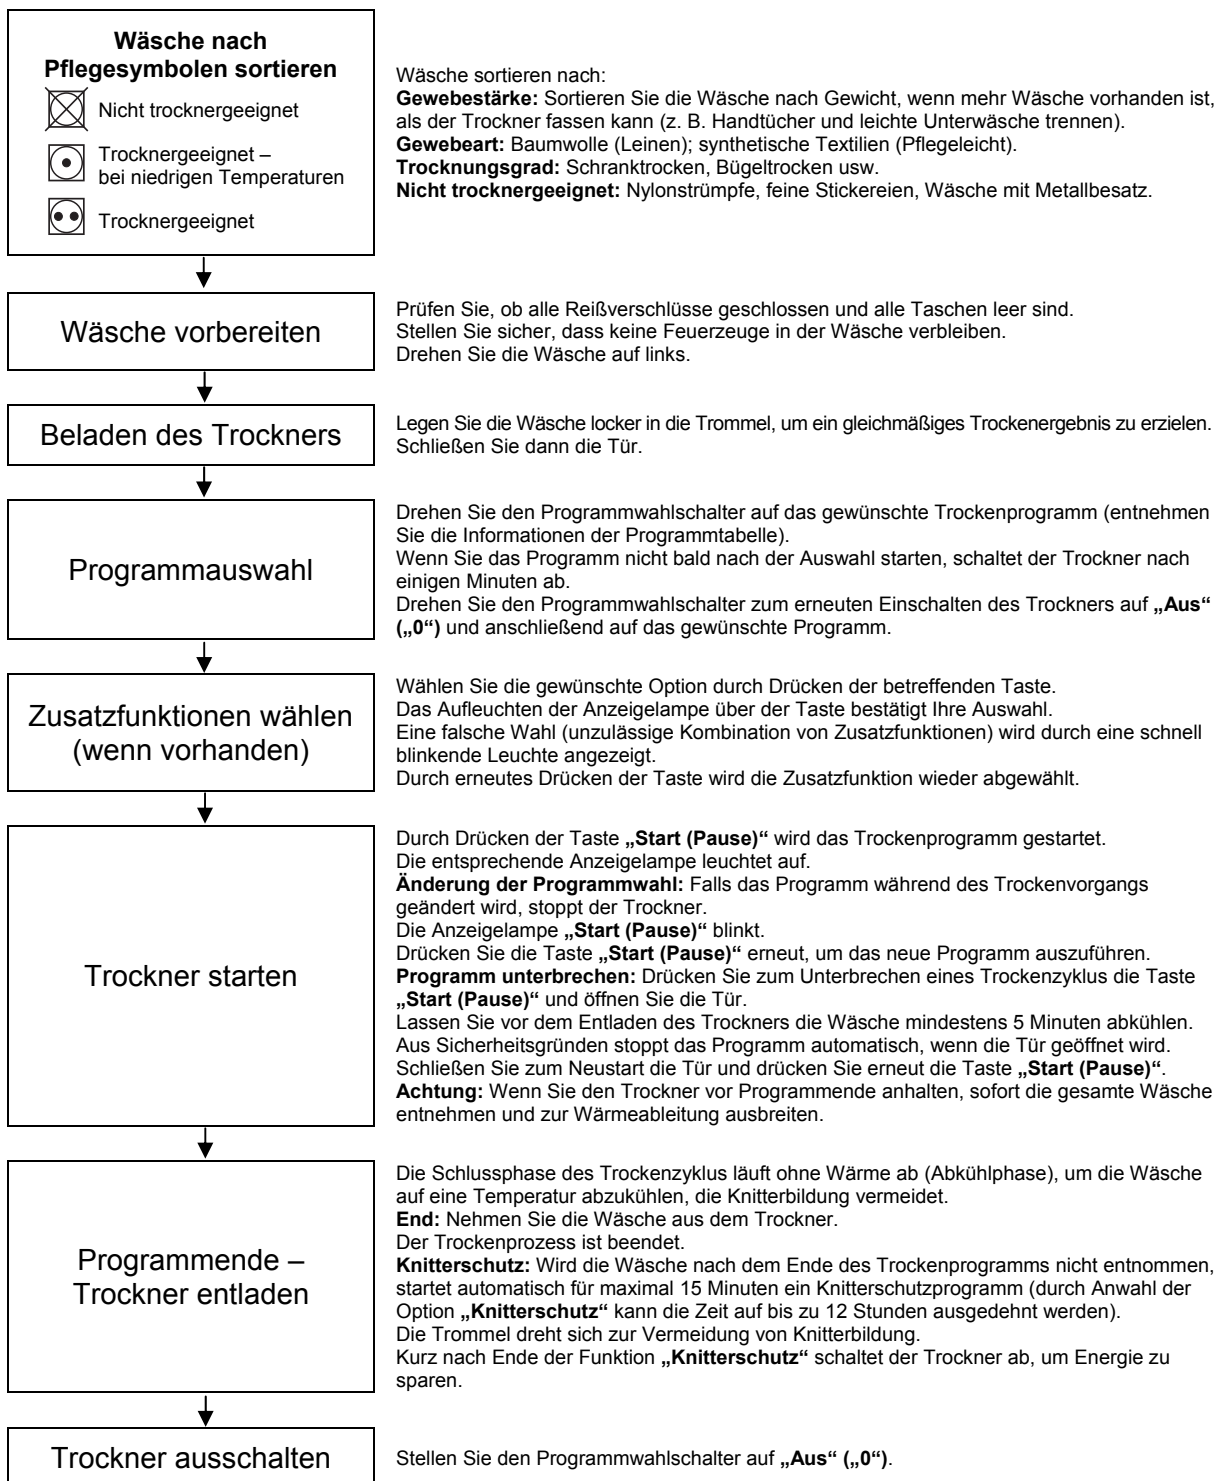 Wäsche nach
Pflegesymbolen sortieren
Nicht trocknergeeignet
Trocknergeeignet –
bei niedrigen Temperaturen
Trocknergeeignet
Wäsche sortieren nach:
Gewebestärke: Sortieren Sie die Wäsche nach Gewicht, wenn mehr Wäsche vorhanden ist,
als der Trockner fassen kann (z. B. Handtücher und leichte Unterwäsche trennen).
Gewebeart: Baumwolle (Leinen); synthetische Textilien (Pflegeleicht).
Trocknungsgrad: Schranktrocken, Bügeltrocken usw.
Nicht trocknergeeignet: Nylonstrümpfe, feine Stickereien, Wäsche mit Metallbesatz.
Wäsche vorbereiten
Prüfen Sie, ob alle Reißverschlüsse geschlossen und alle Taschen leer sind.
Stellen Sie sicher, dass keine Feuerzeuge in der Wäsche verbleiben.
Drehen Sie die Wäsche auf links.
Beladen des Trockners
Legen Sie die Wäsche locker in die Trommel, um ein gleichmäßiges Trockenergebnis zu erzielen.
Schließen Sie dann die Tür.
Programmauswahl
Drehen Sie den Programmwahlschalter auf das gewünschte Trockenprogramm (entnehmen
Sie die Informationen der Programmtabelle).
Wenn Sie das Programm nicht bald nach der Auswahl starten, schaltet der Trockner nach
einigen Minuten ab.
Drehen Sie den Programmwahlschalter zum erneuten Einschalten des Trockners auf „Aus“
(„0“) und anschließend auf das gewünschte Programm.
Zusatzfunktionen wählen
(wenn vorhanden)
Wählen Sie die gewünschte Option durch Drücken der betreffenden Taste.
Das Aufleuchten der Anzeigelampe über der Taste bestätigt Ihre Auswahl.
Eine falsche Wahl (unzulässige Kombination von Zusatzfunktionen) wird durch eine schnell
blinkende Leuchte angezeigt.
Durch erneutes Drücken der Taste wird die Zusatzfunktion wieder abgewählt.
Trockner starten
Durch Drücken der Taste „Start (Pause)“ wird das Trockenprogramm gestartet.
Die entsprechende Anzeigelampe leuchtet auf.
Änderung der Programmwahl: Falls das Programm während des Trockenvorgangs
geändert wird, stoppt der Trockner.
Die Anzeigelampe „Start (Pause)“ blinkt.
Drücken Sie die Taste „Start (Pause)“ erneut, um das neue Programm auszuführen.
Programm unterbrechen: Drücken Sie zum Unterbrechen eines Trockenzyklus die Taste
„Start (Pause)“ und öffnen Sie die Tür.
Lassen Sie vor dem Entladen des Trockners die Wäsche mindestens 5 Minuten abkühlen.
Aus Sicherheitsgründen stoppt das Programm automatisch, wenn die Tür geöffnet wird.
Schließen Sie zum Neustart die Tür und drücken Sie erneut die Taste „Start (Pause)“.
Achtung: Wenn Sie den Trockner vor Programmende anhalten, sofort die gesamte Wäsche
entnehmen und zur Wärmeableitung ausbreiten.
Programmende –
Trockner entladen
Die Schlussphase des Trockenzyklus läuft ohne Wärme ab (Abkühlphase), um die Wäsche
auf eine Temperatur abzukühlen, die Knitterbildung vermeidet.
End: Nehmen Sie die Wäsche aus dem Trockner.
Der Trockenprozess ist beendet.
Knitterschutz: Wird die Wäsche nach dem Ende des Trockenprogramms nicht entnommen,
startet automatisch für maximal 15 Minuten ein Knitterschutzprogramm (durch Anwahl der
Option „Knitterschutz“ kann die Zeit auf bis zu 12 Stunden ausgedehnt werden).
Die Trommel dreht sich zur Vermeidung von Knitterbildung.
Kurz nach Ende der Funktion „Knitterschutz“ schaltet der Trockner ab, um Energie zu
sparen.
Trockner ausschalten
Stellen Sie den Programmwahlschalter auf „Aus“ („0“).